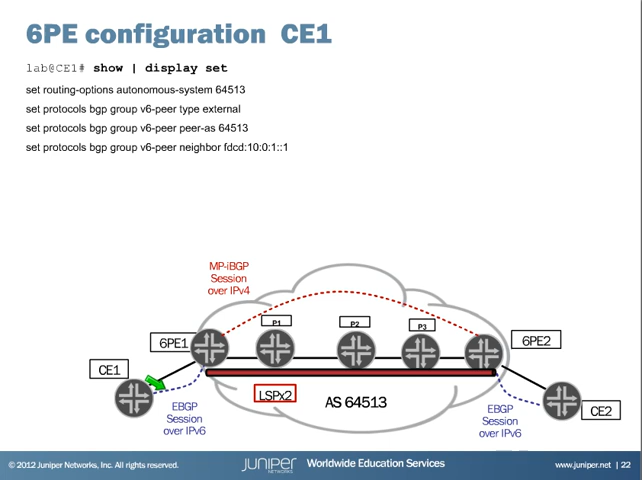 6PE configuration  CE1
lab@CE1# show | display set
set routing-options autonomous-system 64513
set protocols bgp group v6-peer type external
set protocols bgp group v6-peer peer-as 64513
set protocols bgp group v6-peer neighbor fdcd:10:0:1::1
MP-iBGP
Session
over IPv4
P1
P2
P3
6PE1
6PE2
CE1
LSPx2
AS 64513
EBGP
Session
over IPv6
EBGP
Session
over IPv6
CE2
© 2012 Juniper Networks, Inc. All rights reserved.
JUNIPER
NETWORKS
Worldwide Education Services
www.juniper.net | 22